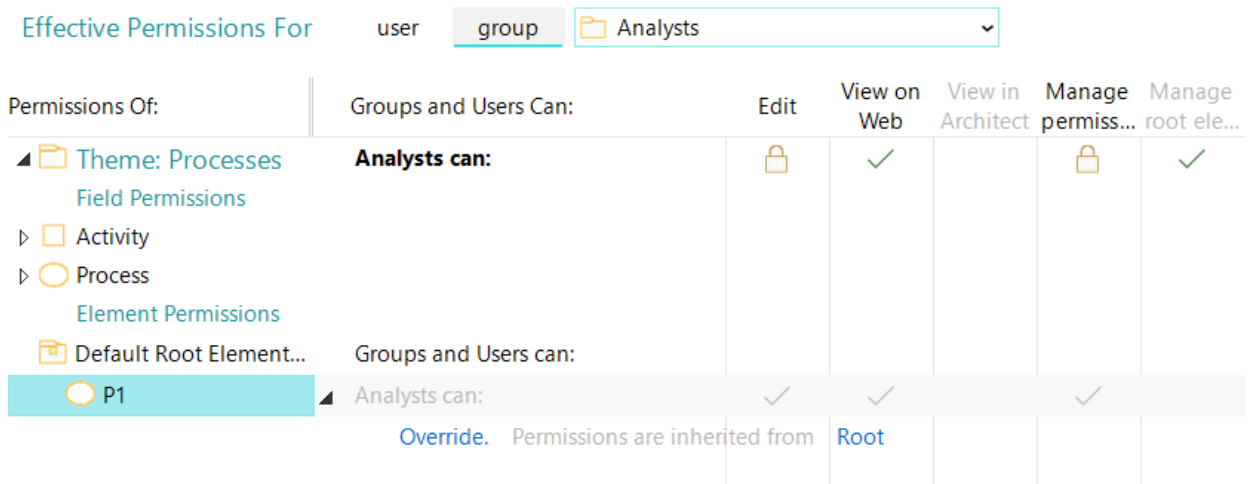 Effective Permissions For user group Analysts
Permissions Of: Groups and Users Can: Edit View on Web View in Architect Manage permiss... Manage root ele...
Theme: Processes Analysts can:
Field Permissions
Activity
Process
Element Permissions
Default Root Element... Groups and Users can:
P1 Analysts can:
Override. Permissions are inherited from Root